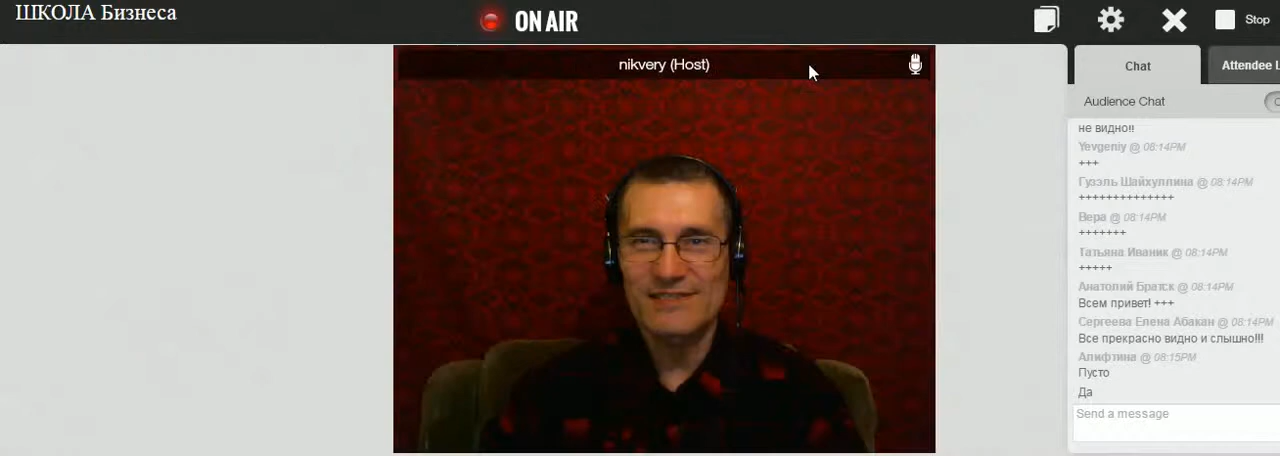 ШКОЛА Бизнеса
ON AIR
Stop
nikvery (Host)
Chat
Attendee L
Audience Chat
не видно!!
Yevgeniy @ 08:14PM
+++
Гузэль Шайхуллина @ 08:14PM
++++++++++++++
Вера @ 08:14PM
+++++++
Татьяна Иваник @ 08:14PM
+++++
Анатолий Братск @ 08:14PM
Всем привет! +++
Сергеева Елена Абакан @ 08:14PM
Все прекрасно видно и слышно!!!
Алифтина @ 08:15PM
Пусто
Да
Send a message